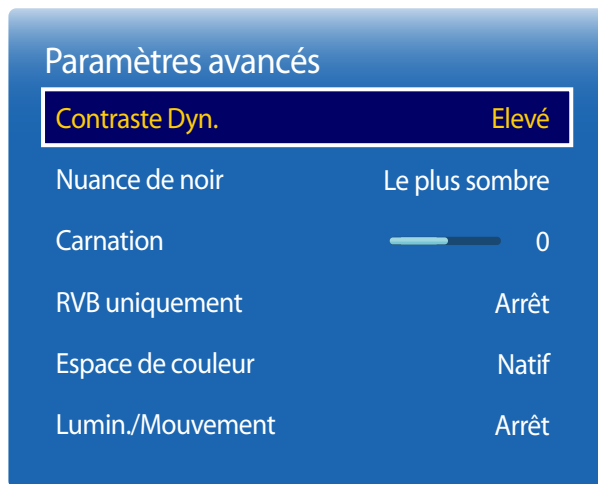 Paramètres avancés
Contraste Dyn. Elevé
Nuance de noir Le plus sombre
Carnation 0
RVB uniquement Arrêt
Espace de couleur Natif
Lumin./Mouvement Arrêt